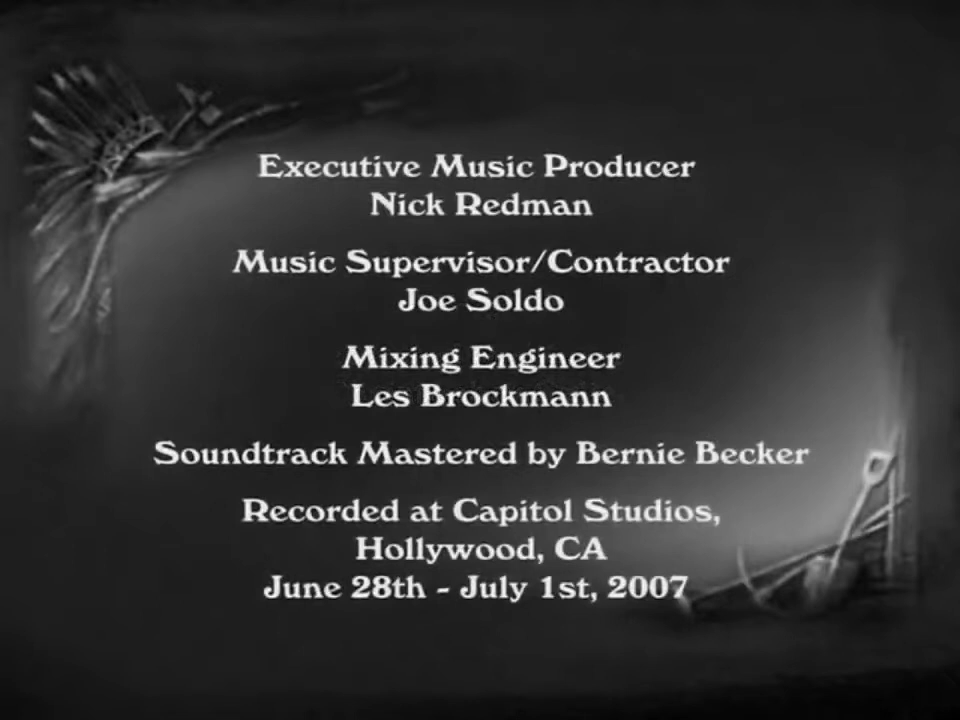 Executive Music Producer
Nick Redman
Music Supervisor/Contractor
Joe Soldo
Mixing Engineer
Les Brockmann
Soundtrack Mastered by Bernie Becker
Recorded at Capitol Studios,
Hollywood, CA
June 28th - July 1st, 2007